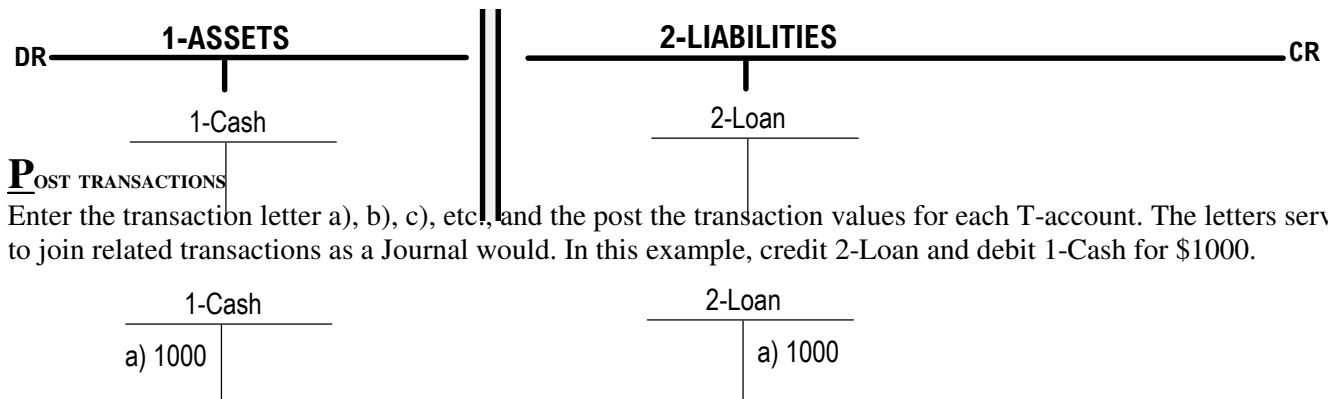 1-ASSETS 2-LIABILITIES
DR CR
1-Cash 2-Loan
POST TRANSACTIONS
Enter the transaction letter a), b), c), etc., and the post the transaction values for each T-account. The letters serv
to join related transactions as a Journal would. In this example, credit 2-Loan and debit 1-Cash for $1000.
1-Cash 2-Loan
a) 1000 a) 1000